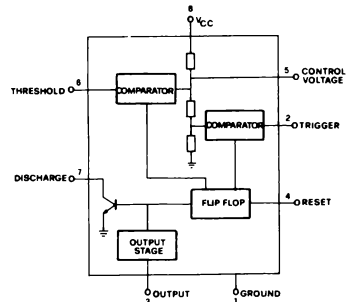 8
VCC
5 CONTROL
VOLTAGE
6
THRESHOLD
COMPARATOR
2
COMPARATOR
TRIGGER
7
DISCHARGE
4
FLIP FLOP
RESET
OUTPUT
STAGE
OUTPUT
3
GROUND
1